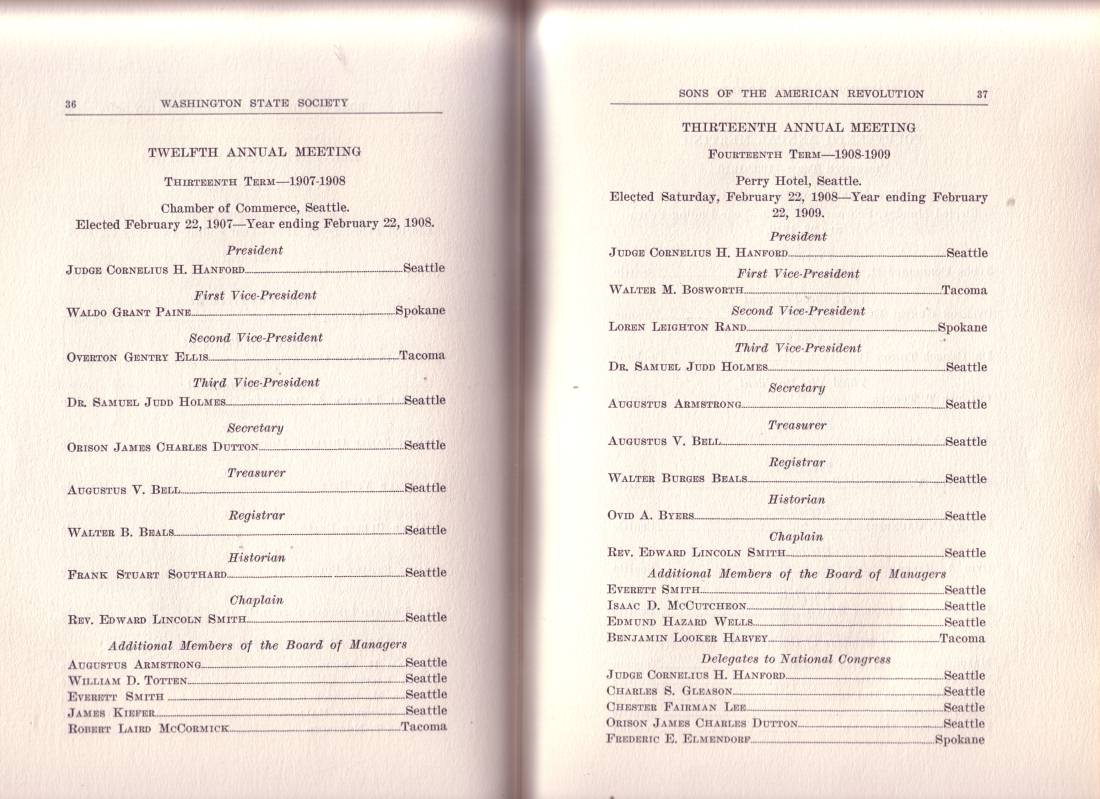 36 WASHINGTON STATE SOCIETY
TWELFTH ANNUAL MEETING
THIRTEENTH TERM—1907-1908
Chamber of Commerce, Seattle.
Elected February 22, 1907—Year ending February 22, 1908.
President
JUDGE CORNELIUS H. HANFORD Seattle
First Vice-President
WALDO GRANT PAINE Spokane
Second Vice-President
OVERTON GENTRY ELLIS Tacoma
Third Vice-President
DR. SAMUEL JUDD HOLMES Seattle
Secretary
ORISON JAMES CHARLES DUTTON Seattle
Treasurer
AUGUSTUS V. BELL Seattle
Registrar
WALTER B. BEALS Seattle
Historian
FRANK STUART SOUTHARD Seattle
Chaplain
REV. EDWARD LINCOLN SMITH Seattle
Additional Members of the Board of Managers
AUGUSTUS ARMSTRONG Seattle
WILLIAM D. TOTTEN Seattle
EVERETT SMITH Seattle
JAMES KIEFER Seattle
ROBERT LAIRD MCCORMICK Tacoma
SONS OF THE AMERICAN REVOLUTION 37
THIRTEENTH ANNUAL MEETING
FOURTEENTH TERM—1908-1909
Perry Hotel, Seattle.
Elected Saturday, February 22, 1908—Year ending February
22, 1909.
President
JUDGE CORNELIUS H. HANFORD Seattle
First Vice-President
WALTER M. BOSWORTH Tacoma
Second Vice-President
LOREN LEIGHTON RAND Spokane
Third Vice-President
DR. SAMUEL JUDD HOLMES Seattle
Secretary
AUGUSTUS ARMSTRONG Seattle
Treasurer
AUGUSTUS V. BELL Seattle
Registrar
WALTER BURGES BEALS Seattle
Historian
OVID A. BYERS Seattle
Chaplain
REV. EDWARD LINCOLN SMITH Seattle
Additional Members of the Board of Managers
EVERETT SMITH Seattle
ISAAC D. MCCUTCHEON Seattle
EDMUND HAZARD WELLS Seattle
BENJAMIN LOOKER HARVEY Tacoma
Delegates to National Congress
JUDGE CORNELIUS H. HANFORD Seattle
CHARLES S. GLEASON Seattle
CHESTER FAIRMAN LEE Seattle
ORISON JAMES CHARLES DUTTON Seattle
FREDERIC E. ELMENDORF Spokane